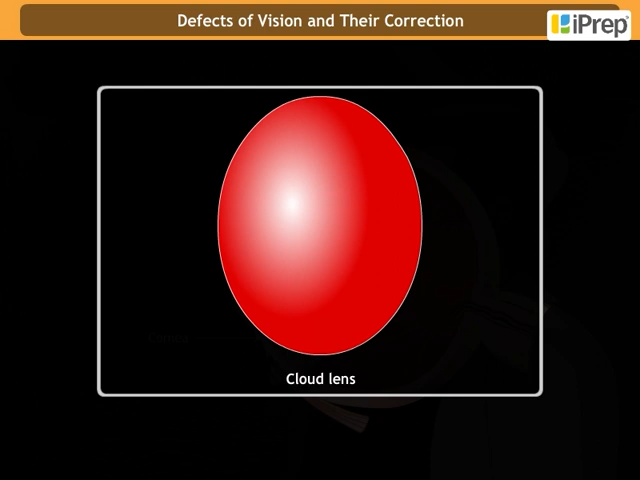 Defects of Vision and Their Correction
iPrep
Cloud lens